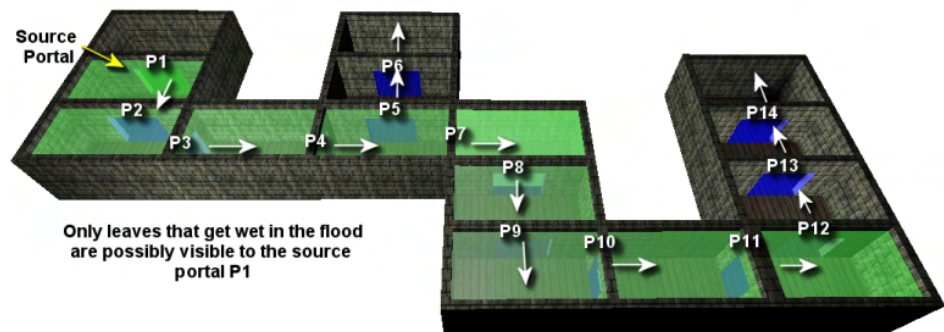 Source
Portal
P1
P2
P3
P4
P5
P6
P7
P8
P9
P10
P11
P12
P13
P14
Only leaves that get wet in the flood
are possibly visible to the source
portal P1